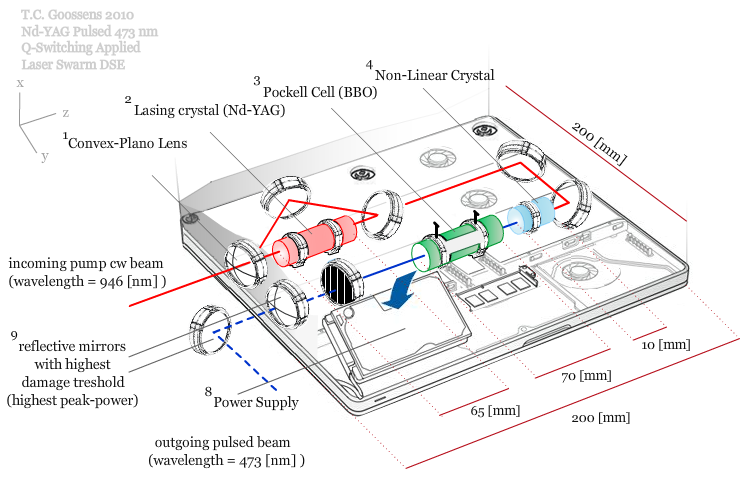 T.C. Goossens 2010
Nd-YAG Pulsed 473 nm
Q-Switching Applied
Laser Swarm DSE
x
z
y
4 Non-Linear Crystal
3 Pockell Cell (BBO)
2 Lasing crystal (Nd-YAG)
1 Convex-Plano Lens
200 [mm]
incoming pump cw beam
(wavelength = 946 [nm] )
9
reflective mirrors
with highest
damage treshold
(highest peak-power)
8 Power Supply
10 [mm]
70 [mm]
65 [mm]
200 [mm]
outgoing pulsed beam
(wavelength = 473 [nm] )